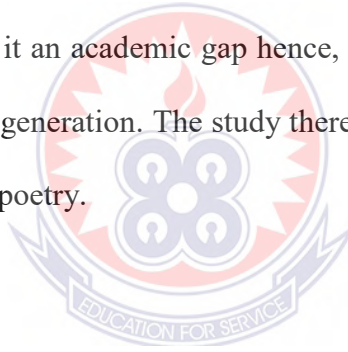 it an academic gap hence,
generation. The study there
poetry.
EDUCATION FOR SERVICE